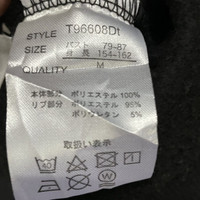 STYLE T96608Dt
SIZE バスト 79-87
身長 154-162
QUALITY M
本体部分 ポリエステル 100%
リブ部分 ポリエステル 95%
ポリウレタン 5%
取扱い表示
40